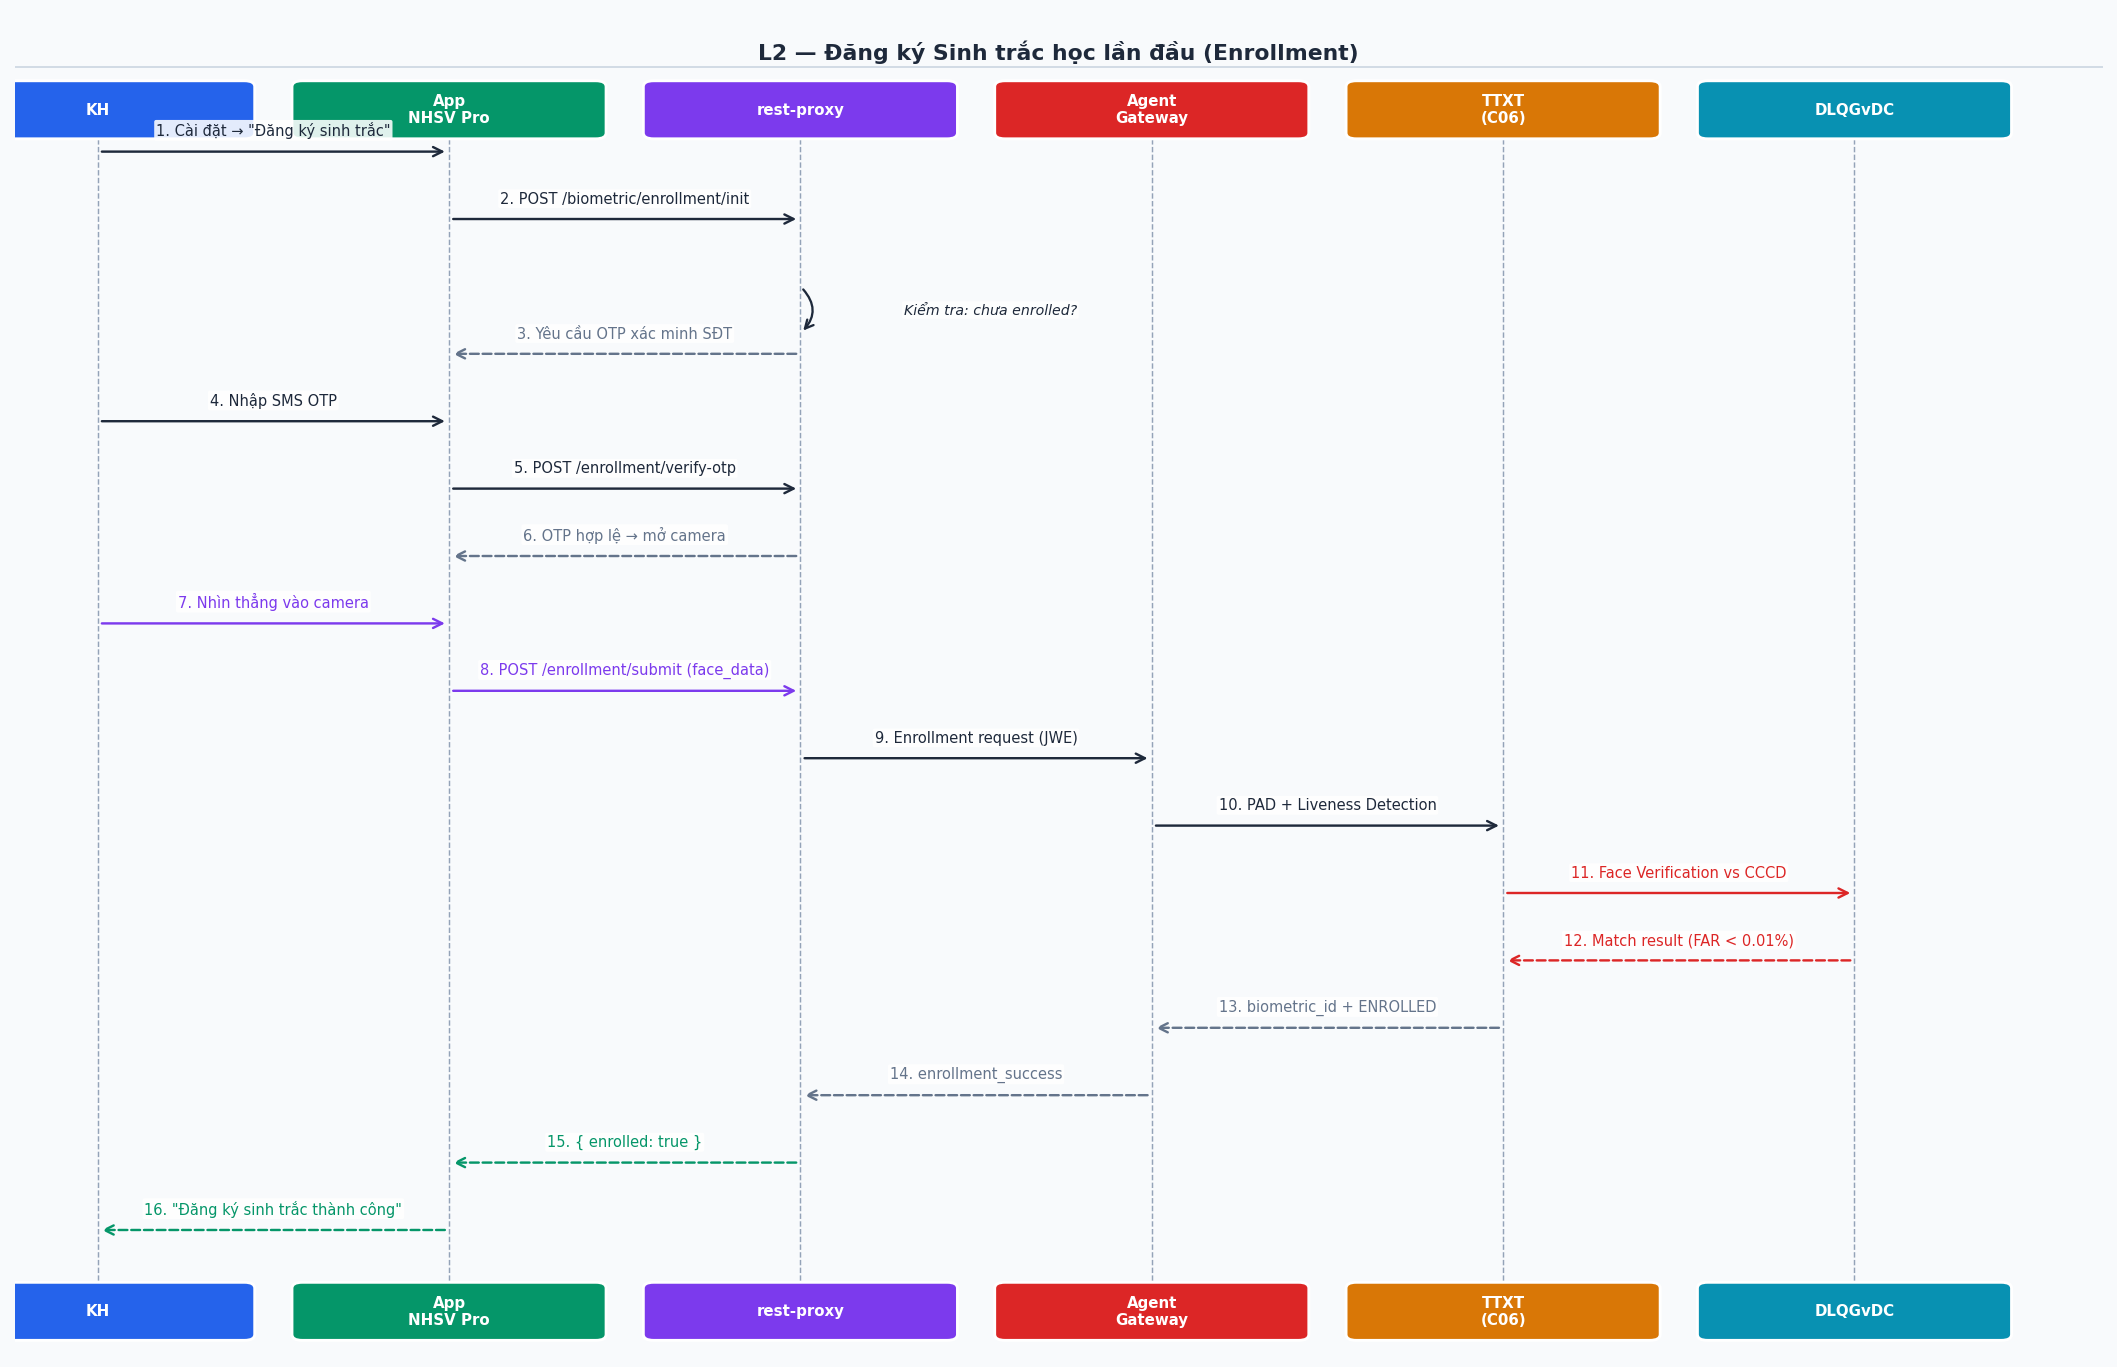 L2 — Đăng ký Sinh trắc học lần đầu (Enrollment)
KH
App
NHSV Pro
rest-proxy
Agent
Gateway
TTXT
(C06)
DLQGvDC
1. Cài đặt → "Đăng ký sinh trắc"
2. POST /biometric/enrollment/init
Kiểm tra: chưa enrolled?
3. Yêu cầu OTP xác minh SĐT
4. Nhập SMS OTP
5. POST /enrollment/verify-otp
6. OTP hợp lệ → mở camera
7. Nhìn thẳng vào camera
8. POST /enrollment/submit (face_data)
9. Enrollment request (JWE)
10. PAD + Liveness Detection
11. Face Verification vs CCCD
12. Match result (FAR < 0.01%)
13. biometric_id + ENROLLED
14. enrollment_success
15. { enrolled: true }
16. "Đăng ký sinh trắc thành công"
KH
App
NHSV Pro
rest-proxy
Agent
Gateway
TTXT
(C06)
DLQGvDC